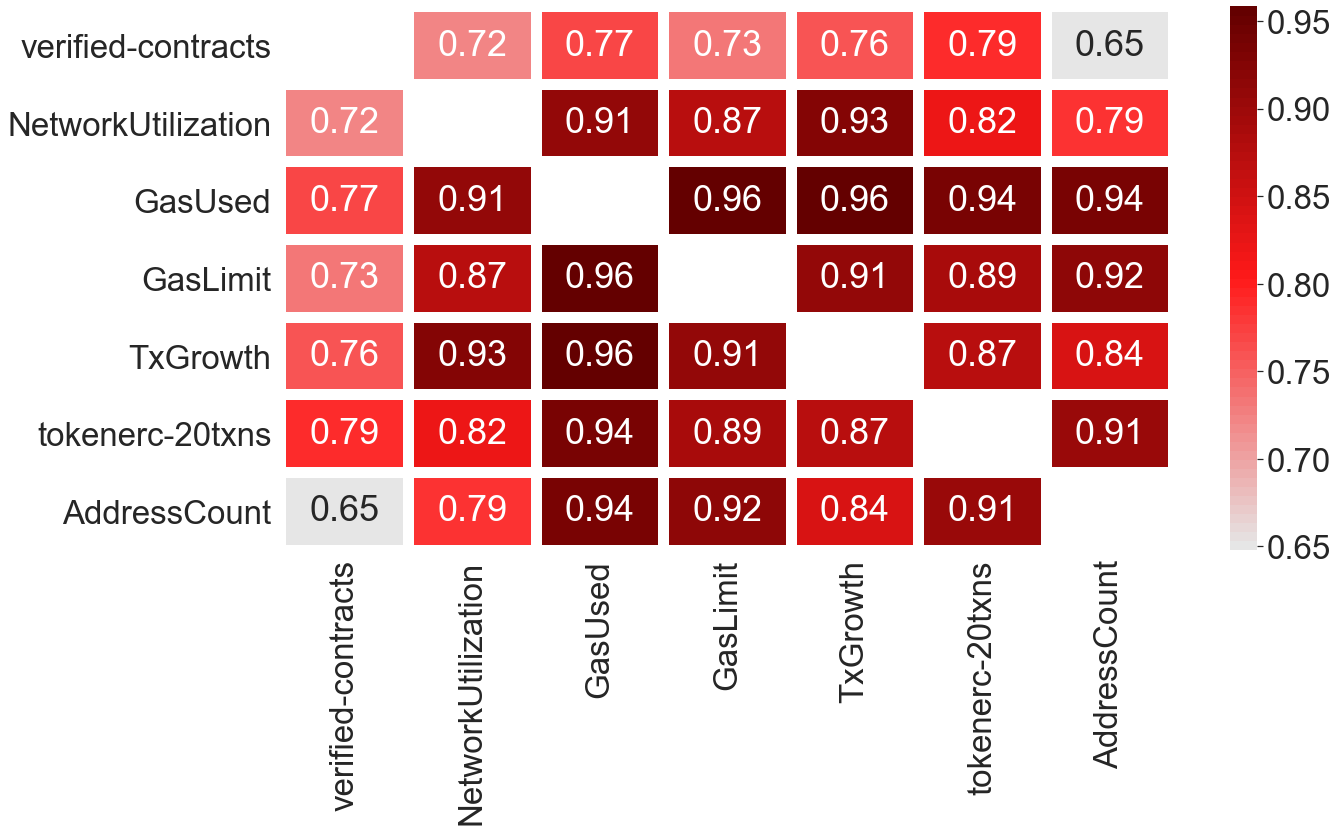 verified-contracts 0.72 0.77 0.73 0.76 0.79 0.65
NetworkUtilization 0.72 0.91 0.87 0.93 0.82 0.79
GasUsed 0.77 0.91 0.96 0.96 0.94 0.94
GasLimit 0.73 0.87 0.96 0.91 0.89 0.92
TxGrowth 0.76 0.93 0.96 0.91 0.87 0.84
tokenerc-20txns 0.79 0.82 0.94 0.89 0.87 0.91
AddressCount 0.65 0.79 0.94 0.92 0.84 0.91
verified-contracts
NetworkUtilization
GasUsed
GasLimit
TxGrowth
tokenerc-20txns
AddressCount
0.95
0.90
0.85
0.80
0.75
0.70
0.65